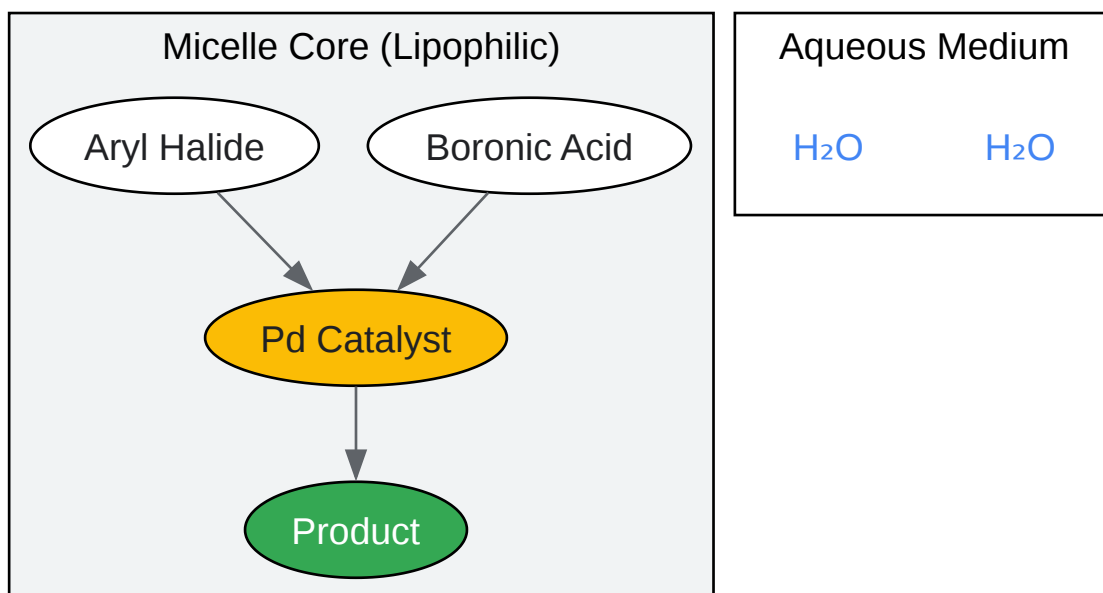 Micelle Core (Lipophilic)
Aryl Halide
Boronic Acid
Pd Catalyst
Product
Aqueous Medium
H₂O
H₂O